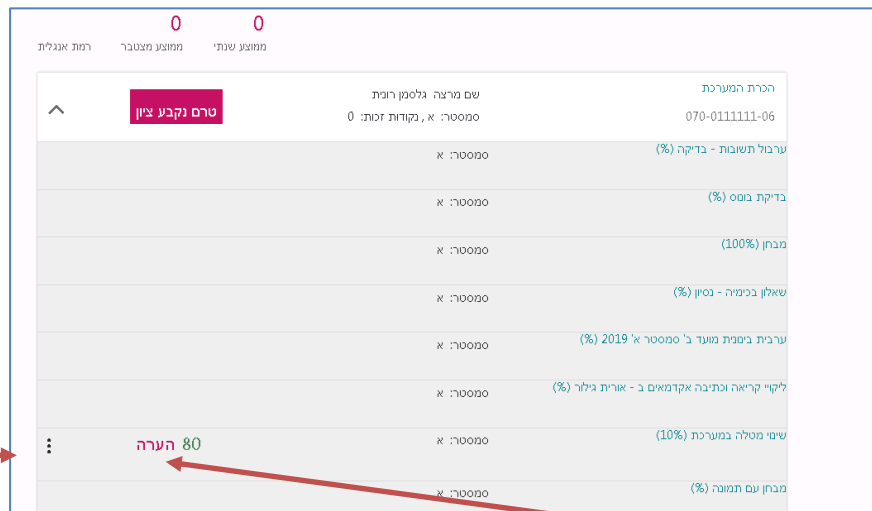 0 0
ממוצע שנתי ממוצע מצטבר רמת אנגלית
הכרת המערכת שם מרצה גלסמן רונית
070-0111111-06 סמסטר: א , נקודות זכות: 0 טרם נקבע ציון
ערבול תשובות - בדיקה (%) סמסטר: א
בדיקת בונוס (%) סמסטר: א
מבחן (100%) סמסטר: א
שאלון בכימיה - נסיון (%) סמסטר: א
ערבית בינונית מועד ב' סמסטר א' 2019 (%) סמסטר: א
ליקויי קריאה וכתיבה אקדמאים ב - אורית גילור (%) סמסטר: א
שינוי מטלה במערכת (10%) סמסטר: א 80 הערה
מבחן עם תמונה (%) סמסטר: א